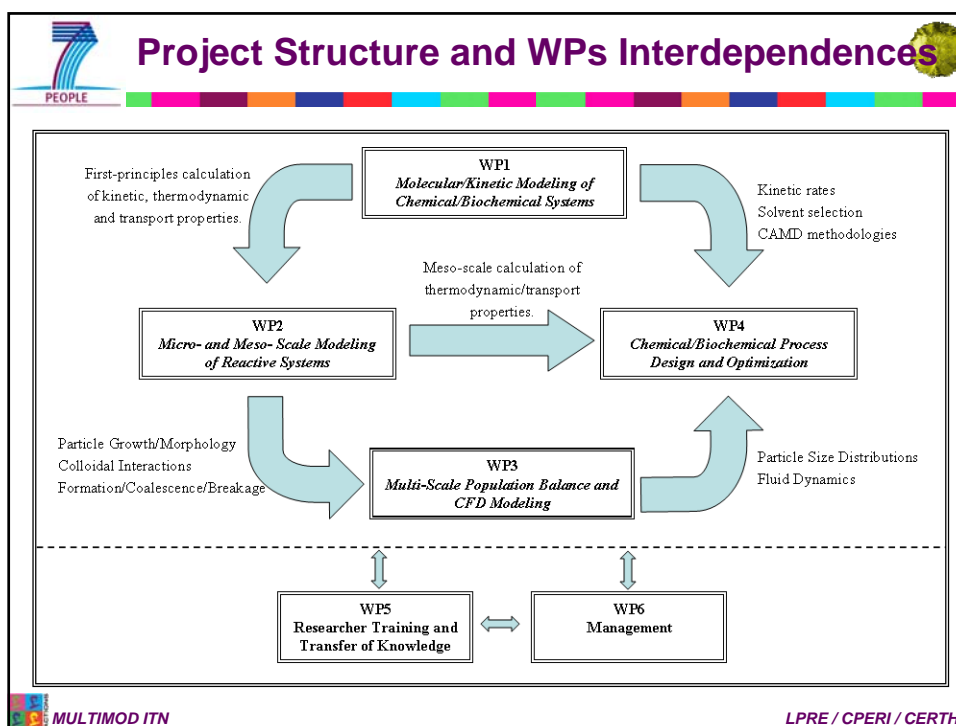 Project Structure and WPs Interdependences
7
PEOPLE
WP1
Molecular/Kinetic Modeling of
Chemical/Biochemical Systems
First-principles calculation
of kinetic, thermodynamic
and transport properties.
Kinetic rates
Solvent selection
CAMD methodologies
Meso-scale calculation of
thermodynamic/transport
properties.
WP2
Micro- and Meso- Scale Modeling
of Reactive Systems
WP4
Chemical/Biochemical Process
Design and Optimization
Particle Growth/Morphology
Colloidal Interactions
Formation/Coalescence/Breakage
WP3
Multi-Scale Population Balance and
CFD Modeling
Particle Size Distributions
Fluid Dynamics
WP5
Researcher Training and
Transfer of Knowledge
WP6
Management
MULTIMOD ITN
LPRE / CPERI / CERTH